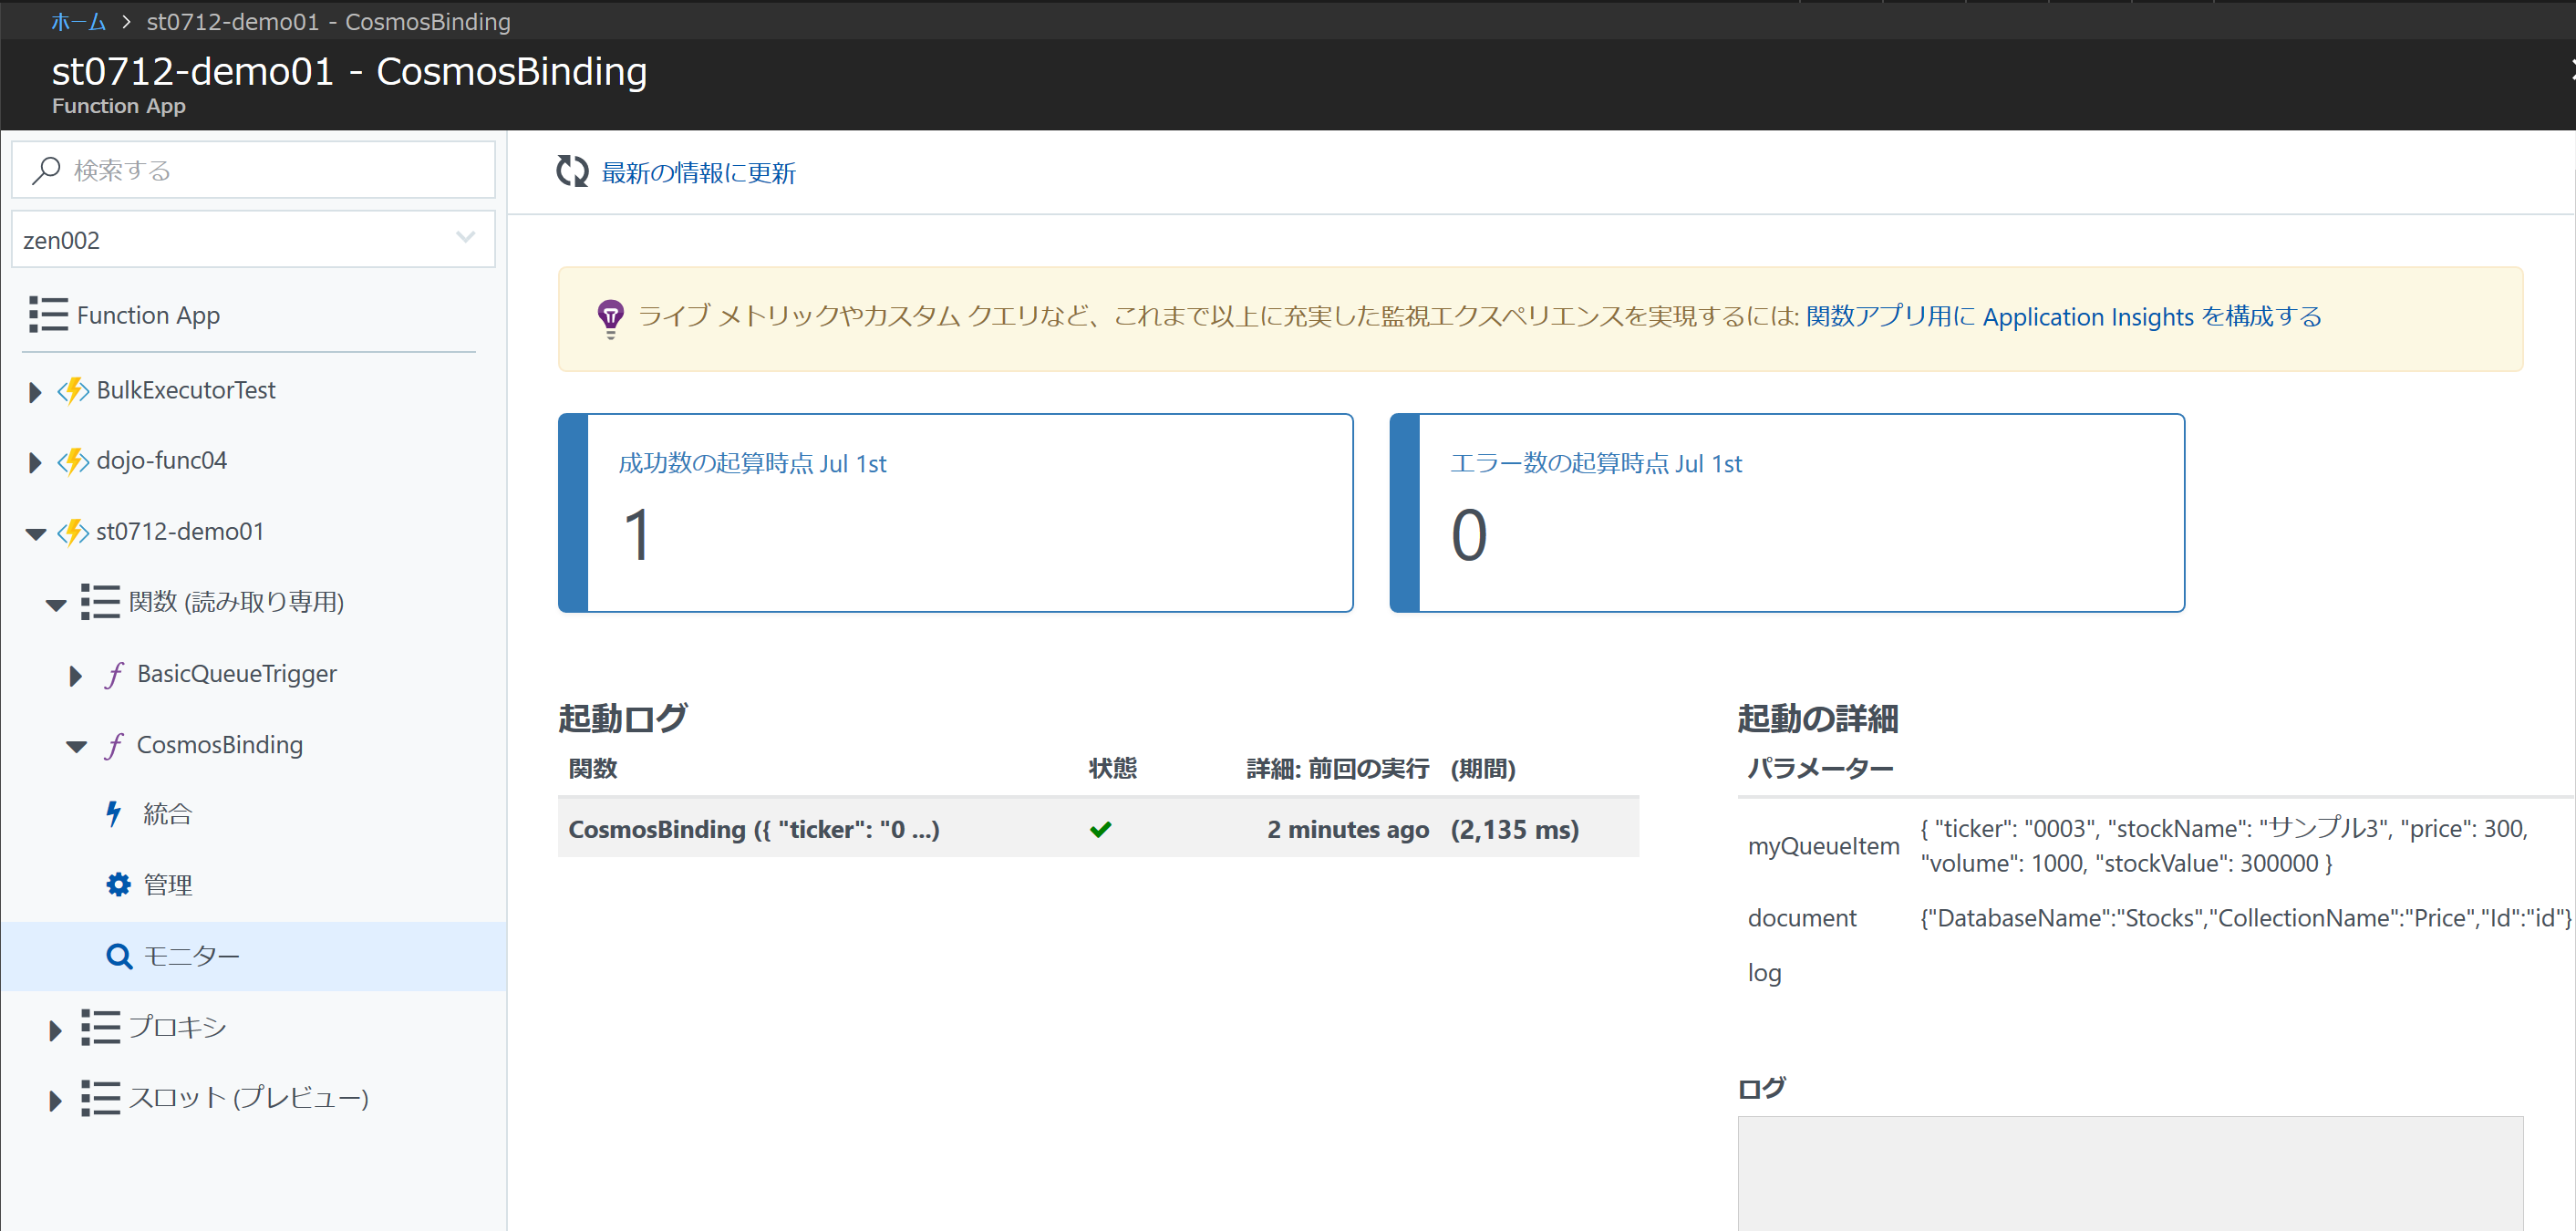 ホーム > st0712-demo01 - CosmosBinding
st0712-demo01 - CosmosBinding
Function App
検索する
zen002
Function App
BulkExecutorTest
dojo-func04
st0712-demo01
関数 (読み取り専用)
BasicQueueTrigger
CosmosBinding
統合
管理
モニター
プロキシ
スロット (プレビュー)
最新の情報に更新
ライブ メトリックやカスタム クエリなど、これまで以上に充実した監視エクスペリエンスを実現するには: 関数アプリ用に Application Insights を構成する
成功数の起算時点 Jul 1st
1
エラー数の起算時点 Jul 1st
0
起動ログ
関数 状態 詳細: 前回の実行 (期間)
CosmosBinding ({ "ticker": "0 ...) 2 minutes ago (2,135 ms)
起動の詳細
パラメーター
myQueueItem { "ticker": "0003", "stockName": "サンプル3", "price": 300,
"volume": 1000, "stockValue": 300000 }
document {"DatabaseName":"Stocks","CollectionName":"Price","Id":"id"}
log
ログ